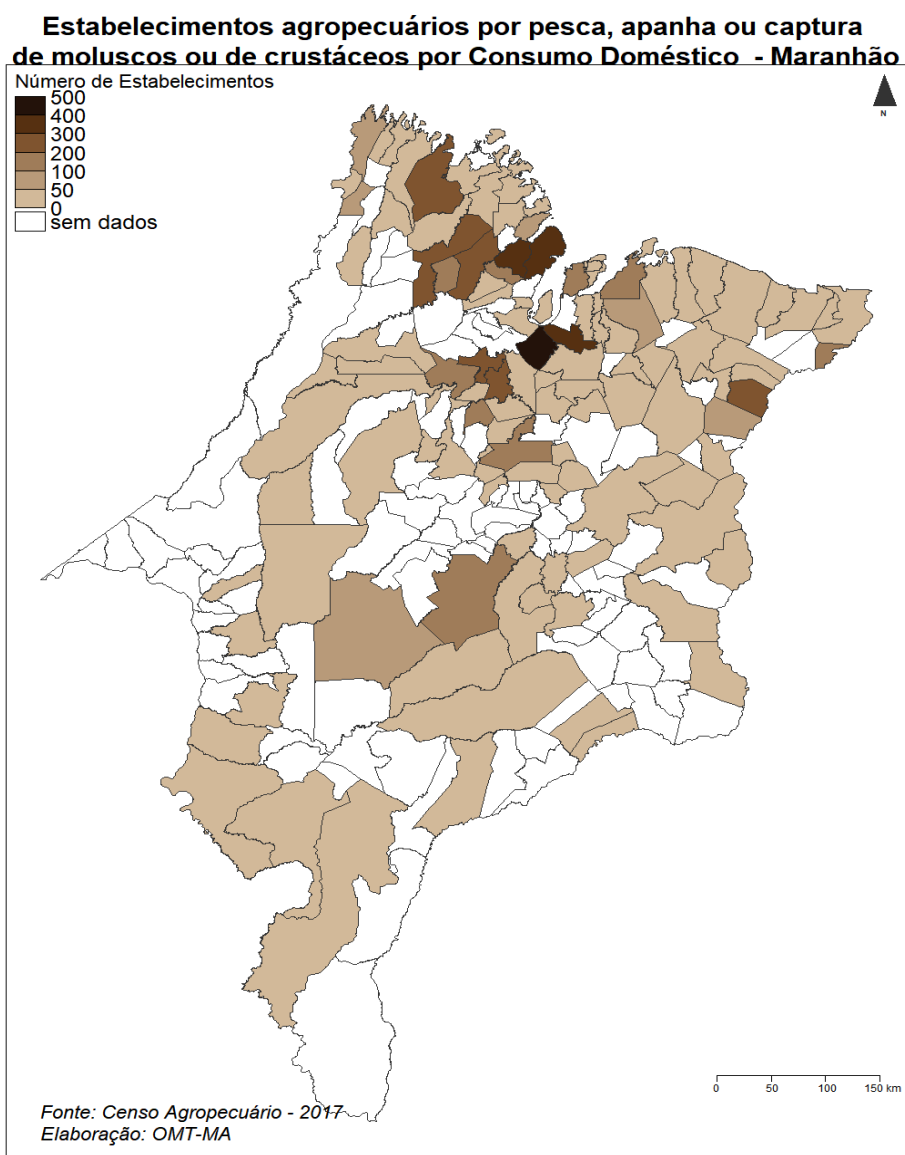 Estabelecimentos agropecuários por pesca, apanha ou captura
de moluscos ou de crustáceos por Consumo Doméstico - Maranhão
Número de Estabelecimentos
500
400
300
200
100
50
0
sem dados
N
0 50 100 150 km
Fonte: Censo Agropecuário - 2017
Elaboração: OMT-MA